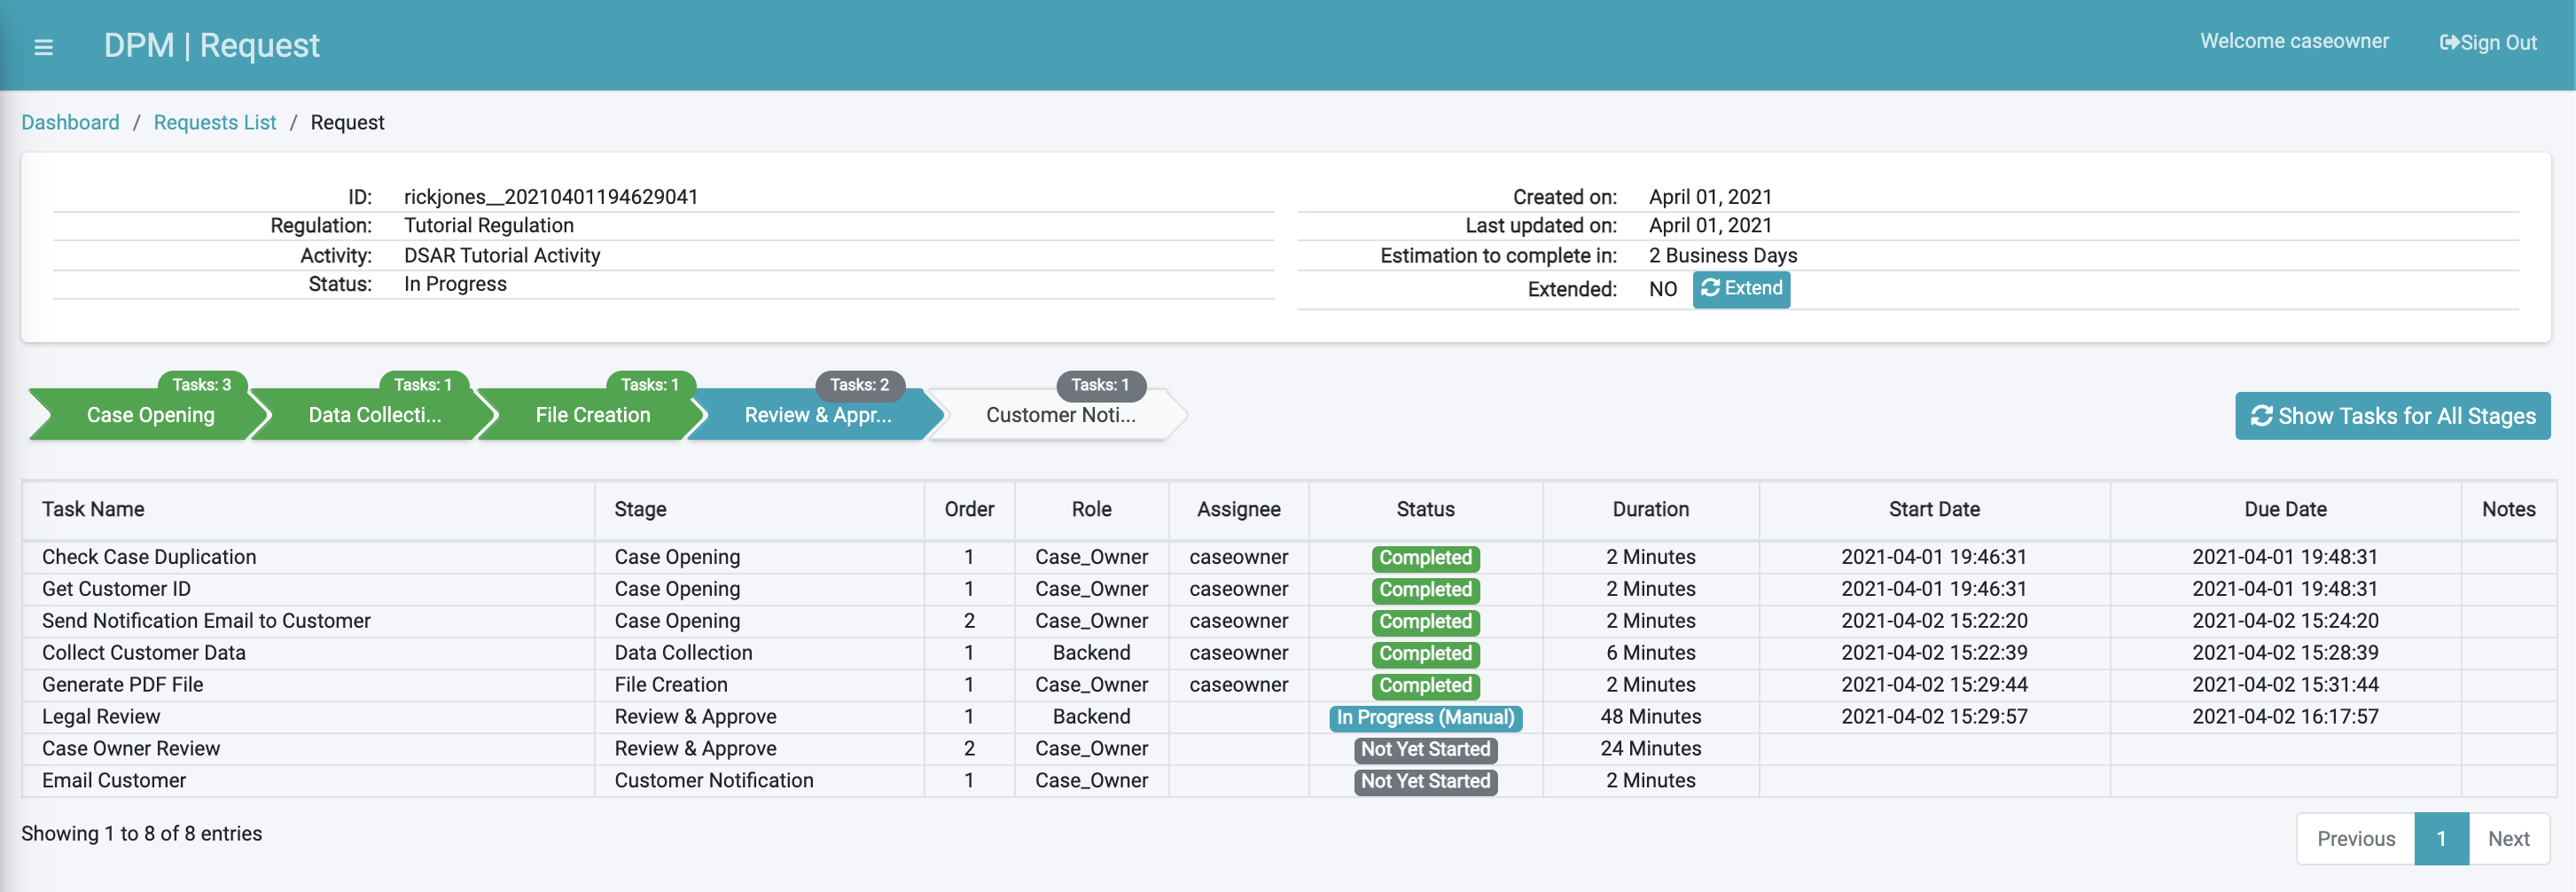 DPM | Request
Welcome caseowner
Sign Out
Dashboard / Requests List / Request
ID: rickjones__20210401194629041
Regulation: Tutorial Regulation
Activity: DSAR Tutorial Activity
Status: In Progress
Created on: April 01, 2021
Last updated on: April 01, 2021
Estimation to complete in: 2 Business Days
Extended: NO Extend
Tasks: 3 Tasks: 1 Tasks: 1 Tasks: 2 Tasks: 1
Case Opening Data Collecti... File Creation Review & Appr... Customer Noti...
Show Tasks for All Stages
Task Name Stage Order Role Assignee Status Duration Start Date Due Date Notes
Check Case Duplication Case Opening 1 Case_Owner caseowner Completed 2 Minutes 2021-04-01 19:46:31 2021-04-01 19:48:31
Get Customer ID Case Opening 1 Case_Owner caseowner Completed 2 Minutes 2021-04-01 19:46:31 2021-04-01 19:48:31
Send Notification Email to Customer Case Opening 2 Case_Owner caseowner Completed 2 Minutes 2021-04-02 15:22:20 2021-04-02 15:24:20
Collect Customer Data Data Collection 1 Backend caseowner Completed 6 Minutes 2021-04-02 15:22:39 2021-04-02 15:28:39
Generate PDF File File Creation 1 Case_Owner caseowner Completed 2 Minutes 2021-04-02 15:29:44 2021-04-02 15:31:44
Legal Review Review & Approve 1 Backend In Progress (Manual) 48 Minutes 2021-04-02 15:29:57 2021-04-02 16:17:57
Case Owner Review Review & Approve 2 Case_Owner Not Yet Started 24 Minutes
Email Customer Customer Notification 1 Case_Owner Not Yet Started 2 Minutes
Showing 1 to 8 of 8 entries
Previous 1 Next